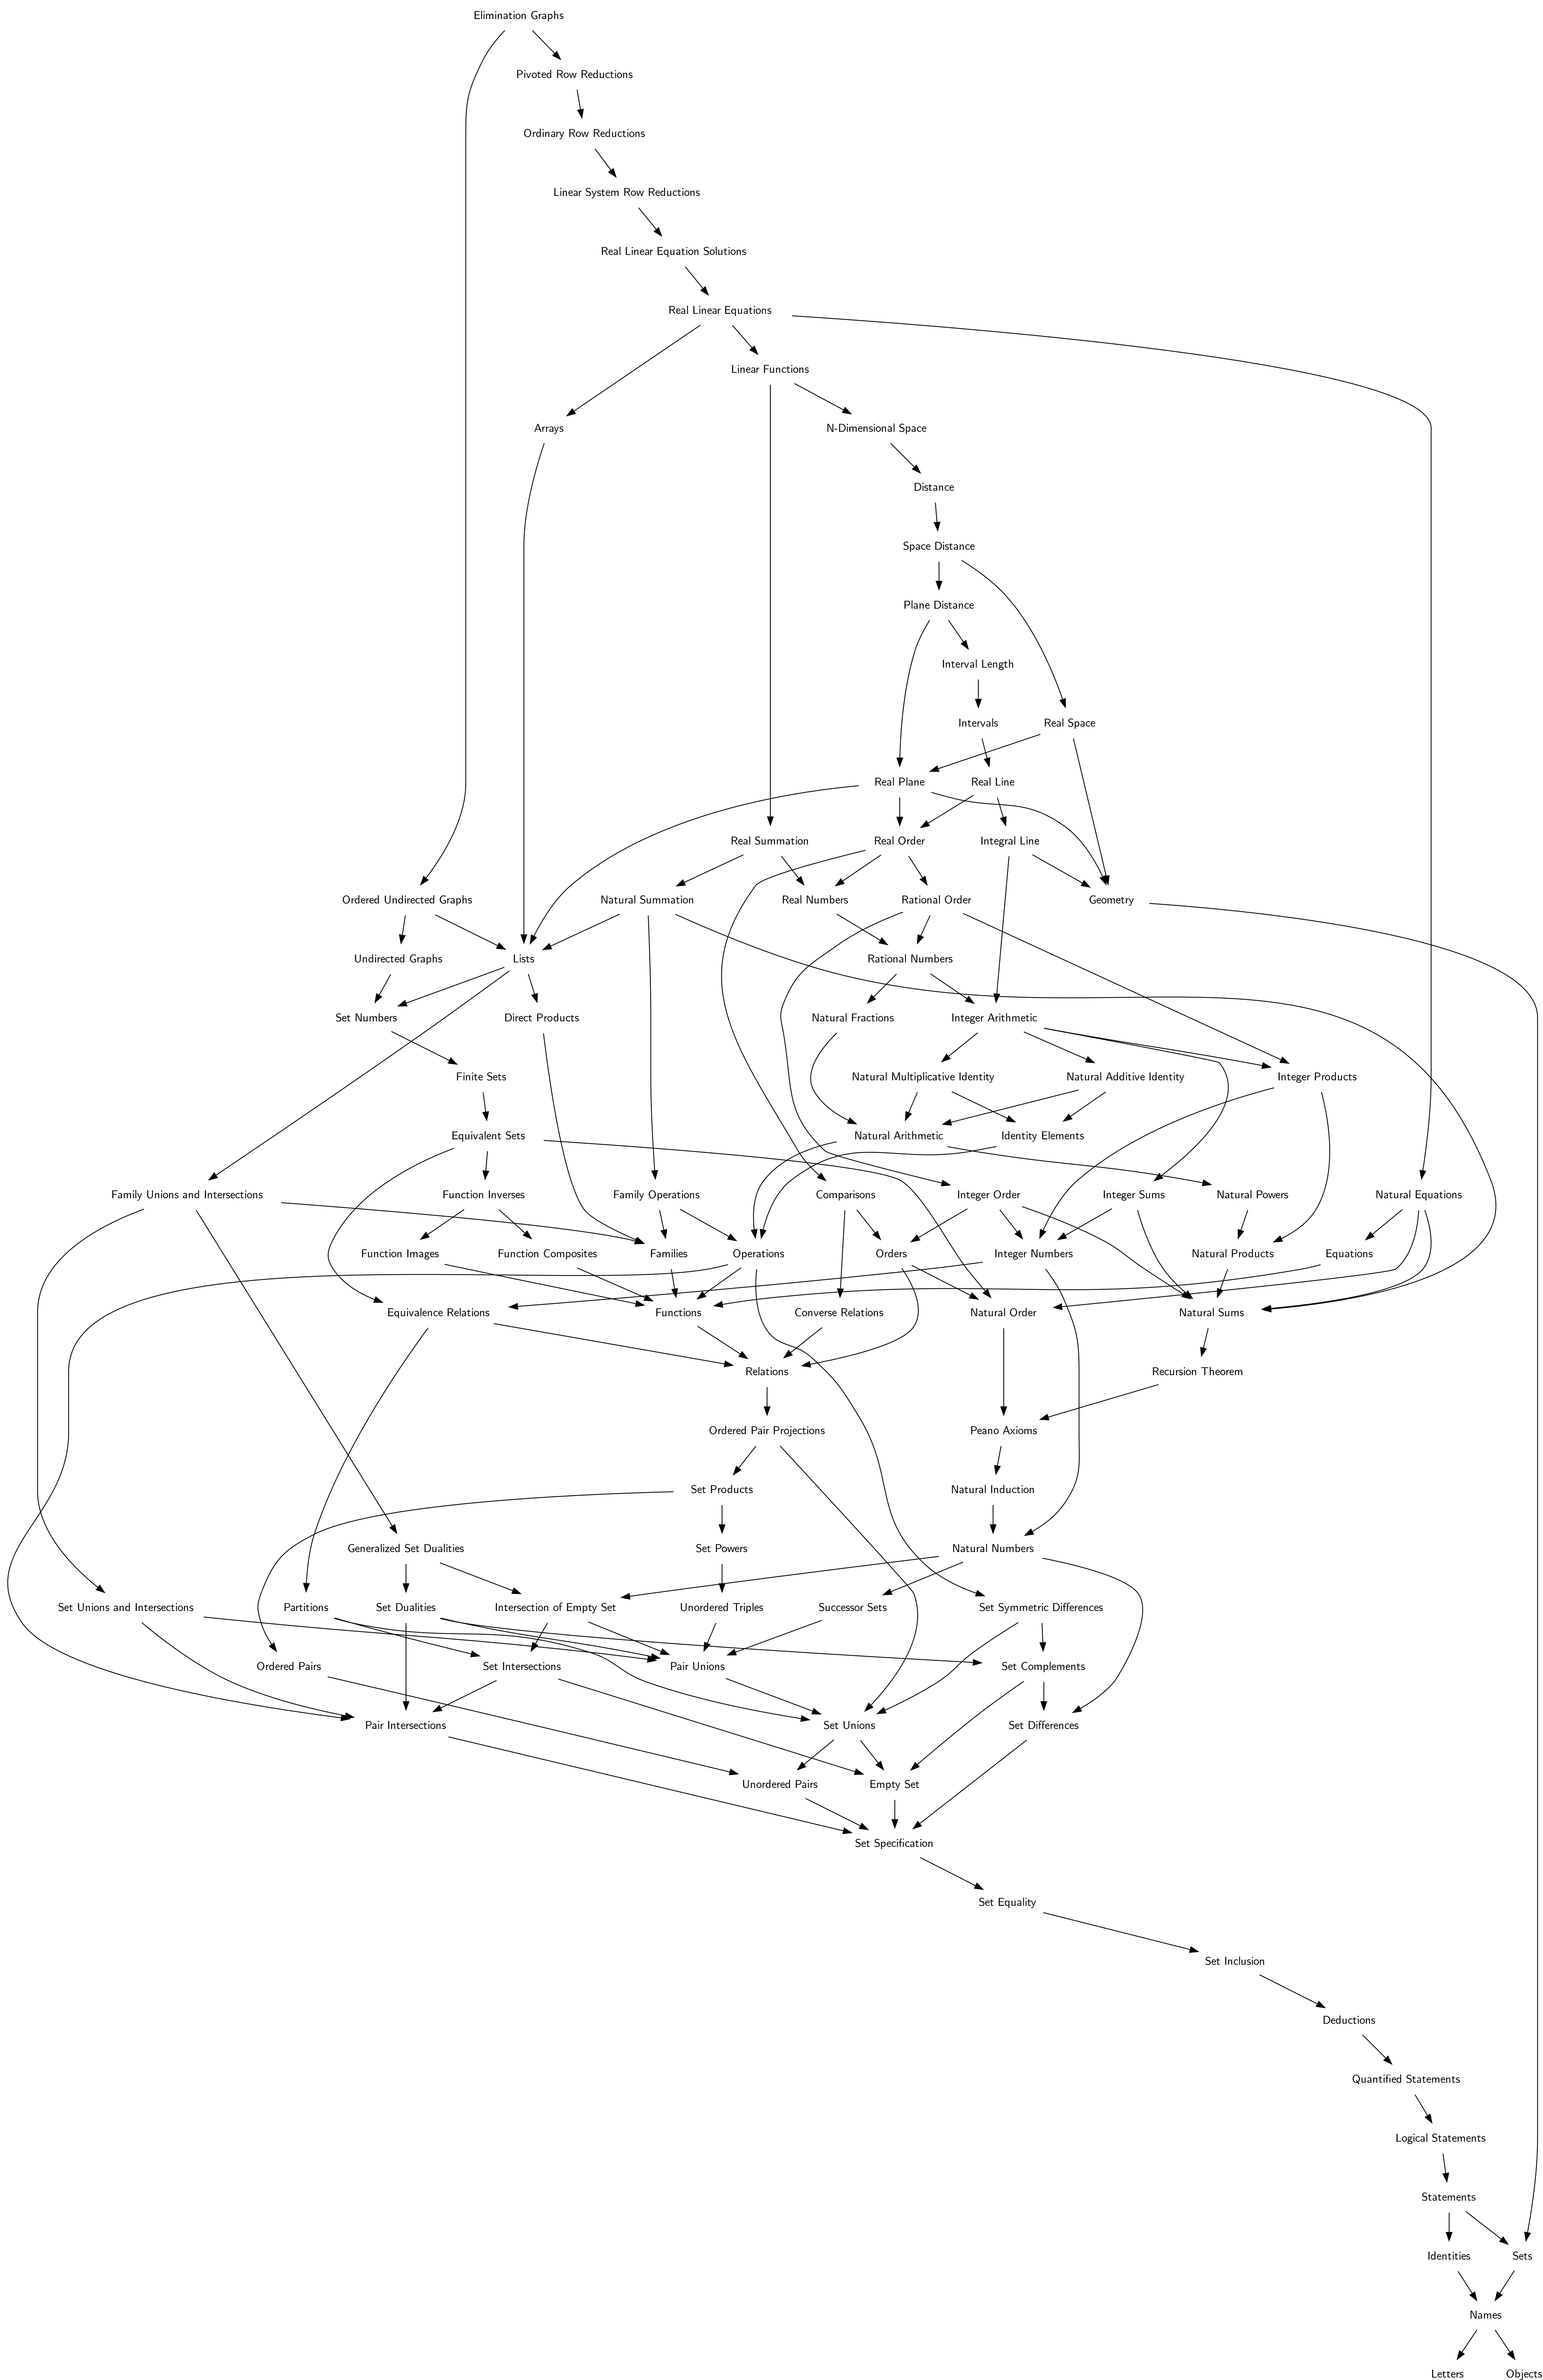 Elimination Graphs
Pivoted Row Reductions
Ordinary Row Reductions
Linear System Row Reductions
Real Linear Equation Solutions
Real Linear Equations
Linear Functions
Arrays
N-Dimensional Space
Distance
Space Distance
Plane Distance
Interval Length
Intervals
Real Space
Real Plane
Real Line
Real Summation
Real Order
Integral Line
Ordered Undirected Graphs
Natural Summation
Real Numbers
Rational Order
Geometry
Undirected Graphs
Lists
Rational Numbers
Set Numbers
Direct Products
Natural Fractions
Integer Arithmetic
Finite Sets
Natural Multiplicative Identity
Natural Additive Identity
Integer Products
Equivalent Sets
Natural Arithmetic
Identity Elements
Family Unions and Intersections
Function Inverses
Family Operations
Comparisons
Integer Order
Integer Sums
Natural Powers
Natural Equations
Function Images
Function Composites
Families
Operations
Orders
Integer Numbers
Natural Products
Equations
Equivalence Relations
Functions
Converse Relations
Natural Order
Natural Sums
Relations
Recursion Theorem
Ordered Pair Projections
Peano Axioms
Set Products
Natural Induction
Generalized Set Dualities
Set Powers
Natural Numbers
Set Unions and Intersections
Partitions
Set Dualities
Intersection of Empty Set
Unordered Triples
Successor Sets
Set Symmetric Differences
Ordered Pairs
Set Intersections
Pair Unions
Set Complements
Pair Intersections
Set Unions
Set Differences
Unordered Pairs
Empty Set
Set Specification
Set Equality
Set Inclusion
Deductions
Quantified Statements
Logical Statements
Statements
Identities
Sets
Names
Letters
Objects